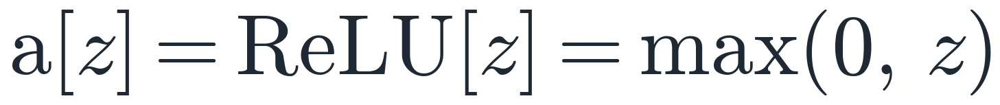 a[z] = ReLU[z] = max(0, z)